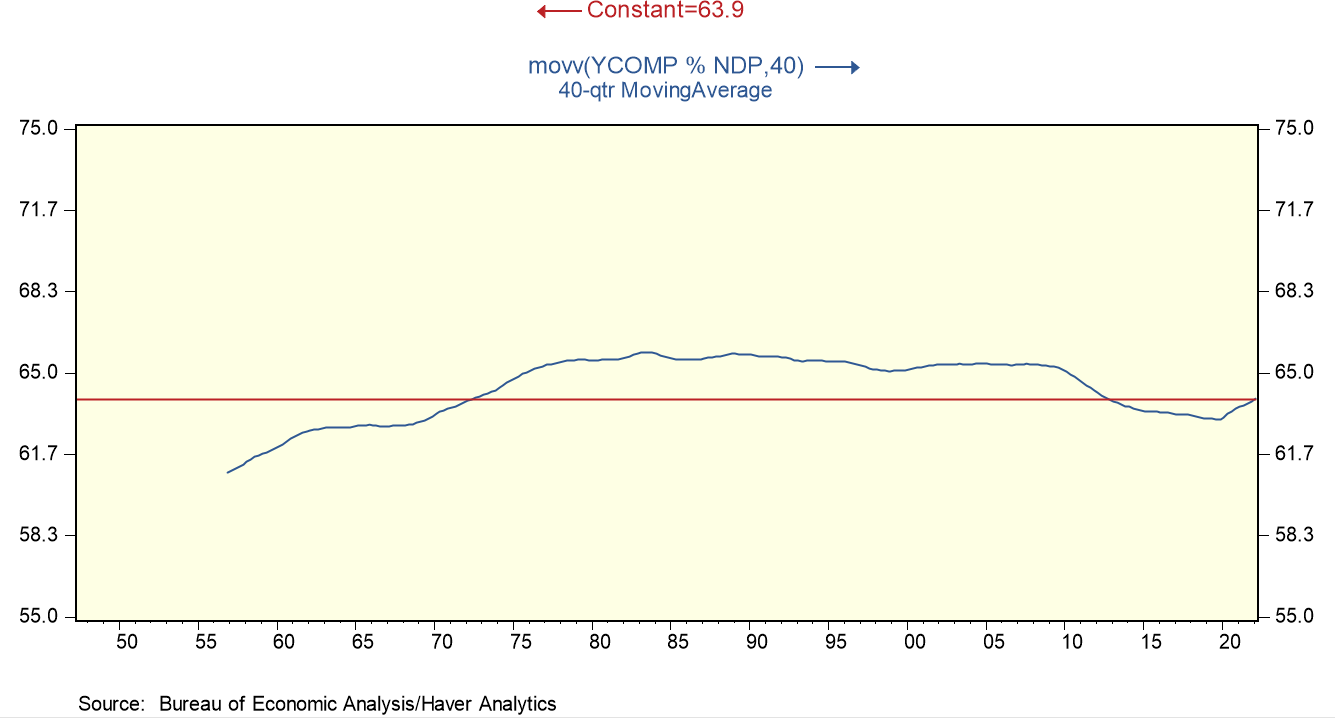 Constant=63.9
movv(YCOMP % NDP,40)
40-qtr MovingAverage
75.0 75.0
71.7 71.7
68.3 68.3
65.0 65.0
61.7 61.7
58.3 58.3
55.0 55.0
50 55 60 65 70 75 80 85 90 95 00 05 10 15 20
Source: Bureau of Economic Analysis/Haver Analytics